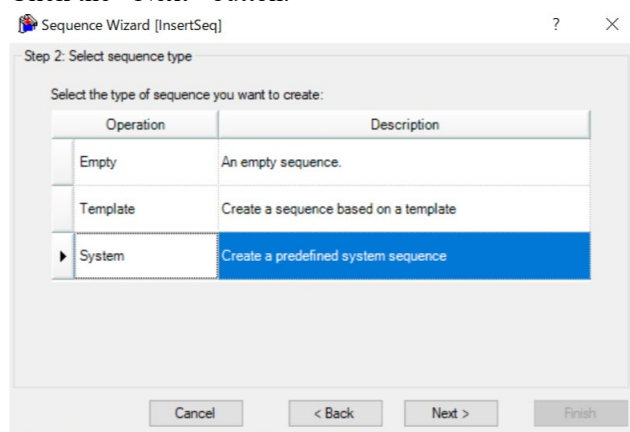 Sequence Wizard [InsertSeq]
Step 2: Select sequence type
Select the type of sequence you want to create:
Operation Description
Empty An empty sequence.
Template Create a sequence based on a template
System Create a predefined system sequence
Cancel < Back Next > Finish